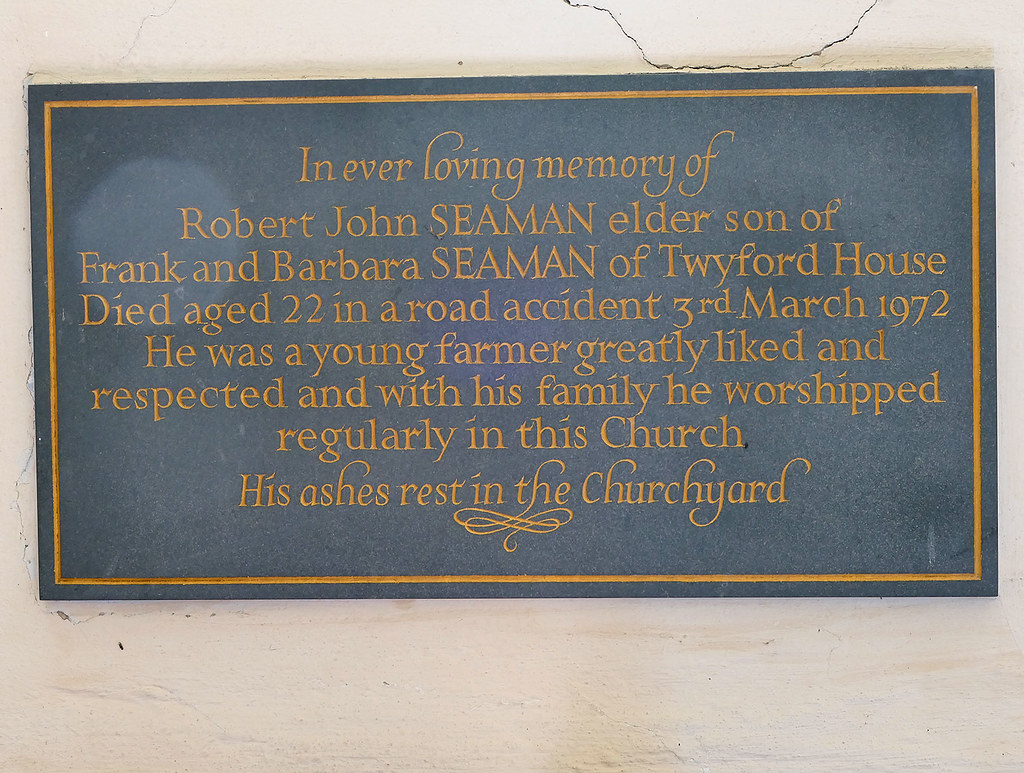 In ever loving memory of
Robert John SEAMAN elder son of
Frank and Barbara SEAMAN of Twyford House
Died aged 22 in a road accident 3rd March 1972
He was a young farmer greatly liked and
respected and with his family he worshipped
regularly in this Church
His ashes rest in the Churchyard